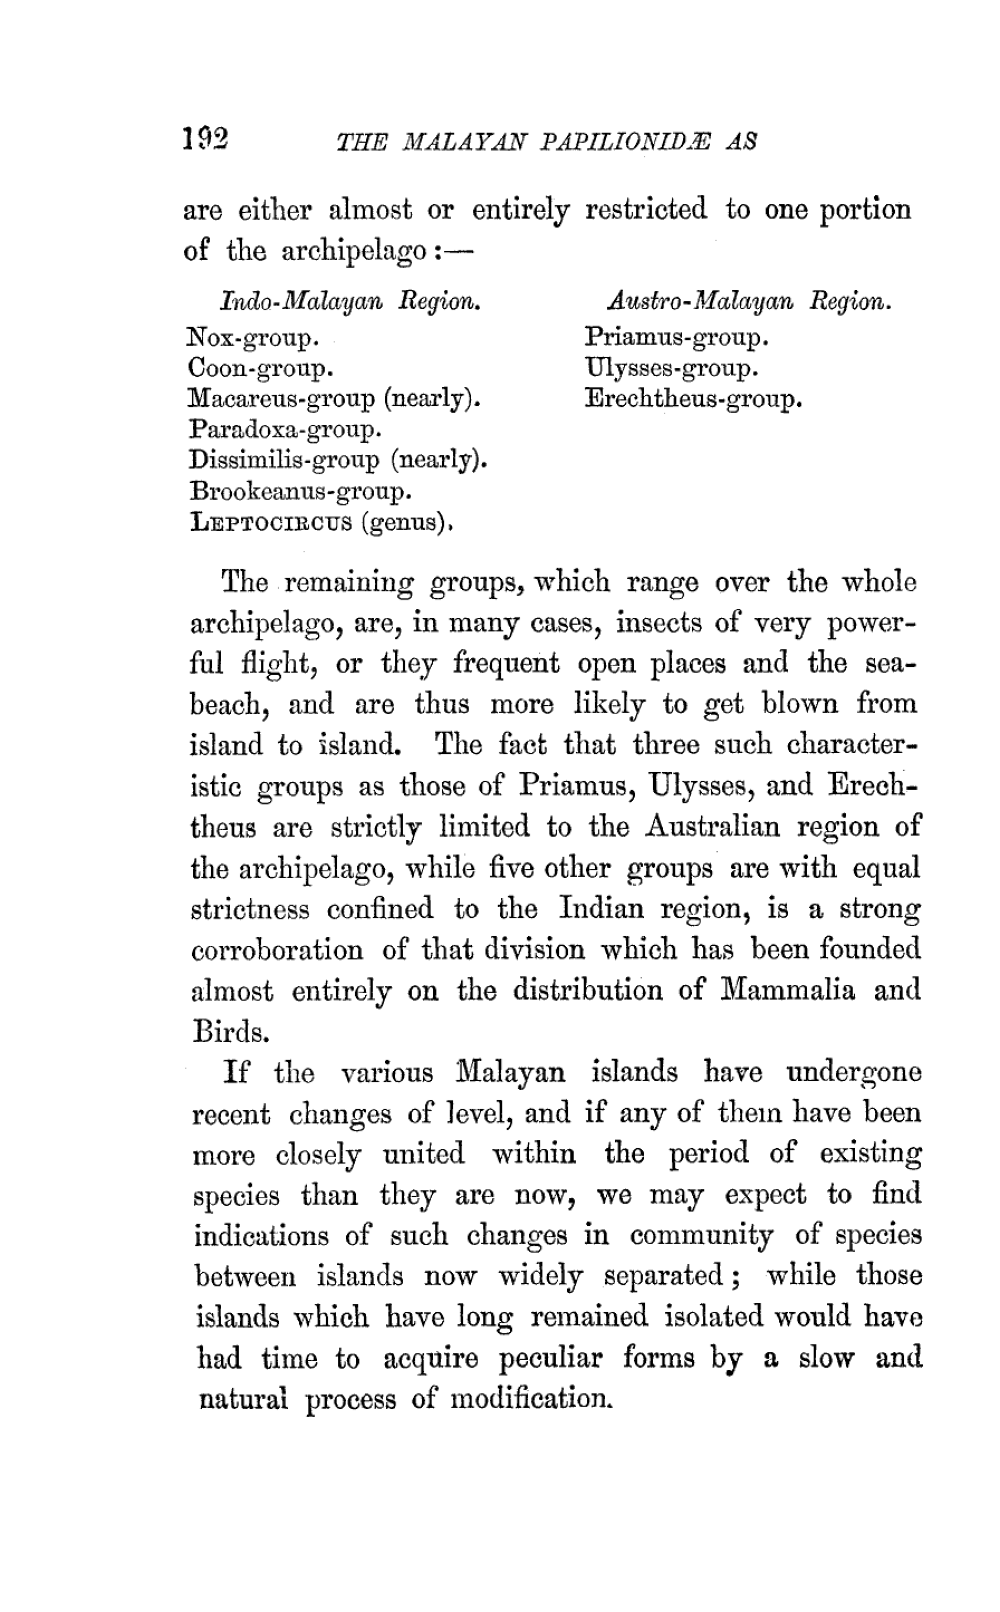 192 THE MALAYAN PAPILIONIDÆ AS
are either almost or entirely restricted to one portion
of the archipelago :—
Indo-Malayan Region. Austro-Malayan Region.
Nox-group. Priamus-group.
Coon-group. Ulysses-group.
Macareus-group (nearly). Erechtheus-group.
Paradoxa-group.
Dissimilis-group (nearly).
Brookeanus-group.
LEPTOCIRCUS (genus).
The remaining groups, which range over the whole
archipelago, are, in many cases, insects of very power-
ful flight, or they frequent open places and the sea-
beach, and are thus more likely to get blown from
island to island. The fact that three such character-
istic groups as those of Priamus, Ulysses, and Erech-
theus are strictly limited to the Australian region of
the archipelago, while five other groups are with equal
strictness confined to the Indian region, is a strong
corroboration of that division which has been founded
almost entirely on the distribution of Mammalia and
Birds.
If the various Malayan islands have undergone
recent changes of level, and if any of them have been
more closely united within the period of existing
species than they are now, we may expect to find
indications of such changes in community of species
between islands now widely separated ; while those
islands which have long remained isolated would have
had time to acquire peculiar forms by a slow and
natural process of modification.